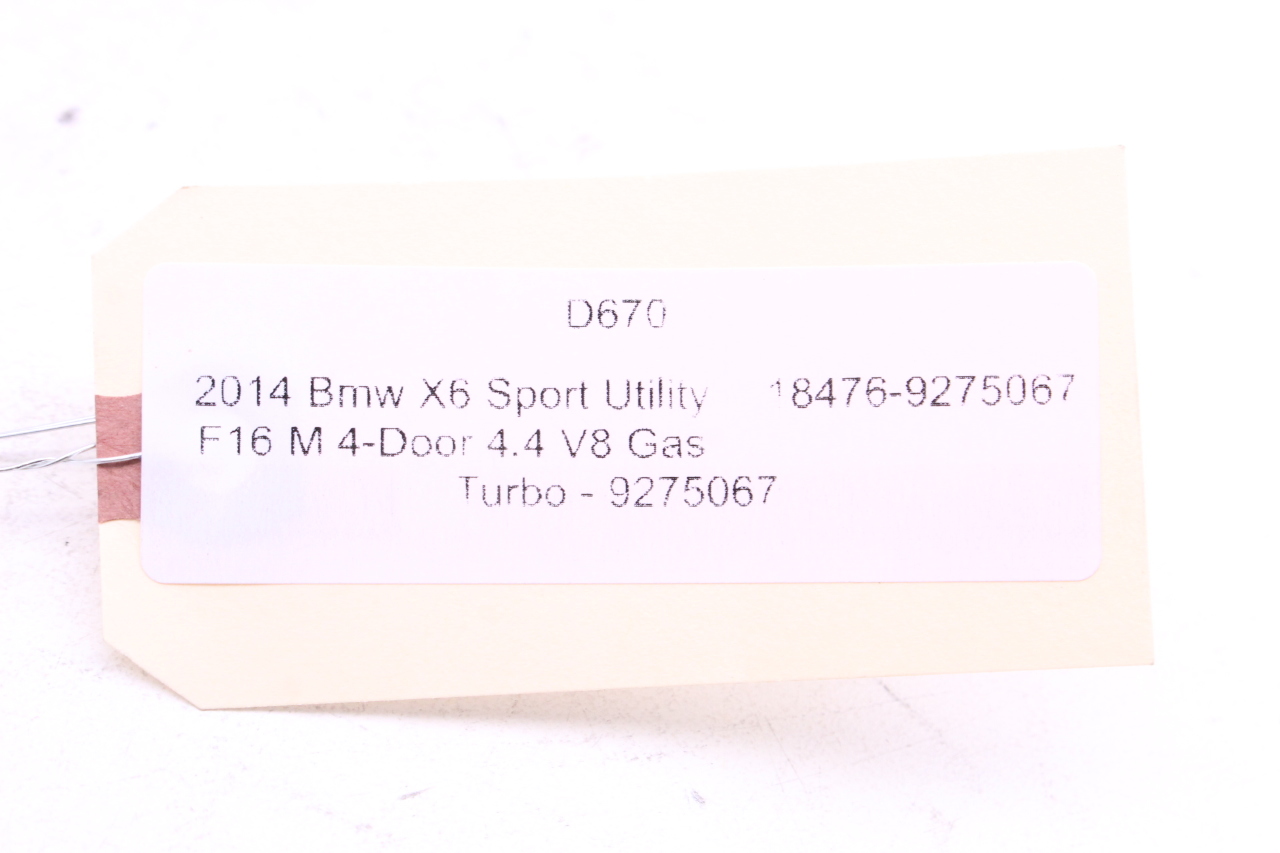 D670
2014 Bmw X6 Sport Utility 18476-9275067
F16 M 4-Door 4.4 V8 Gas
Turbo - 9275067